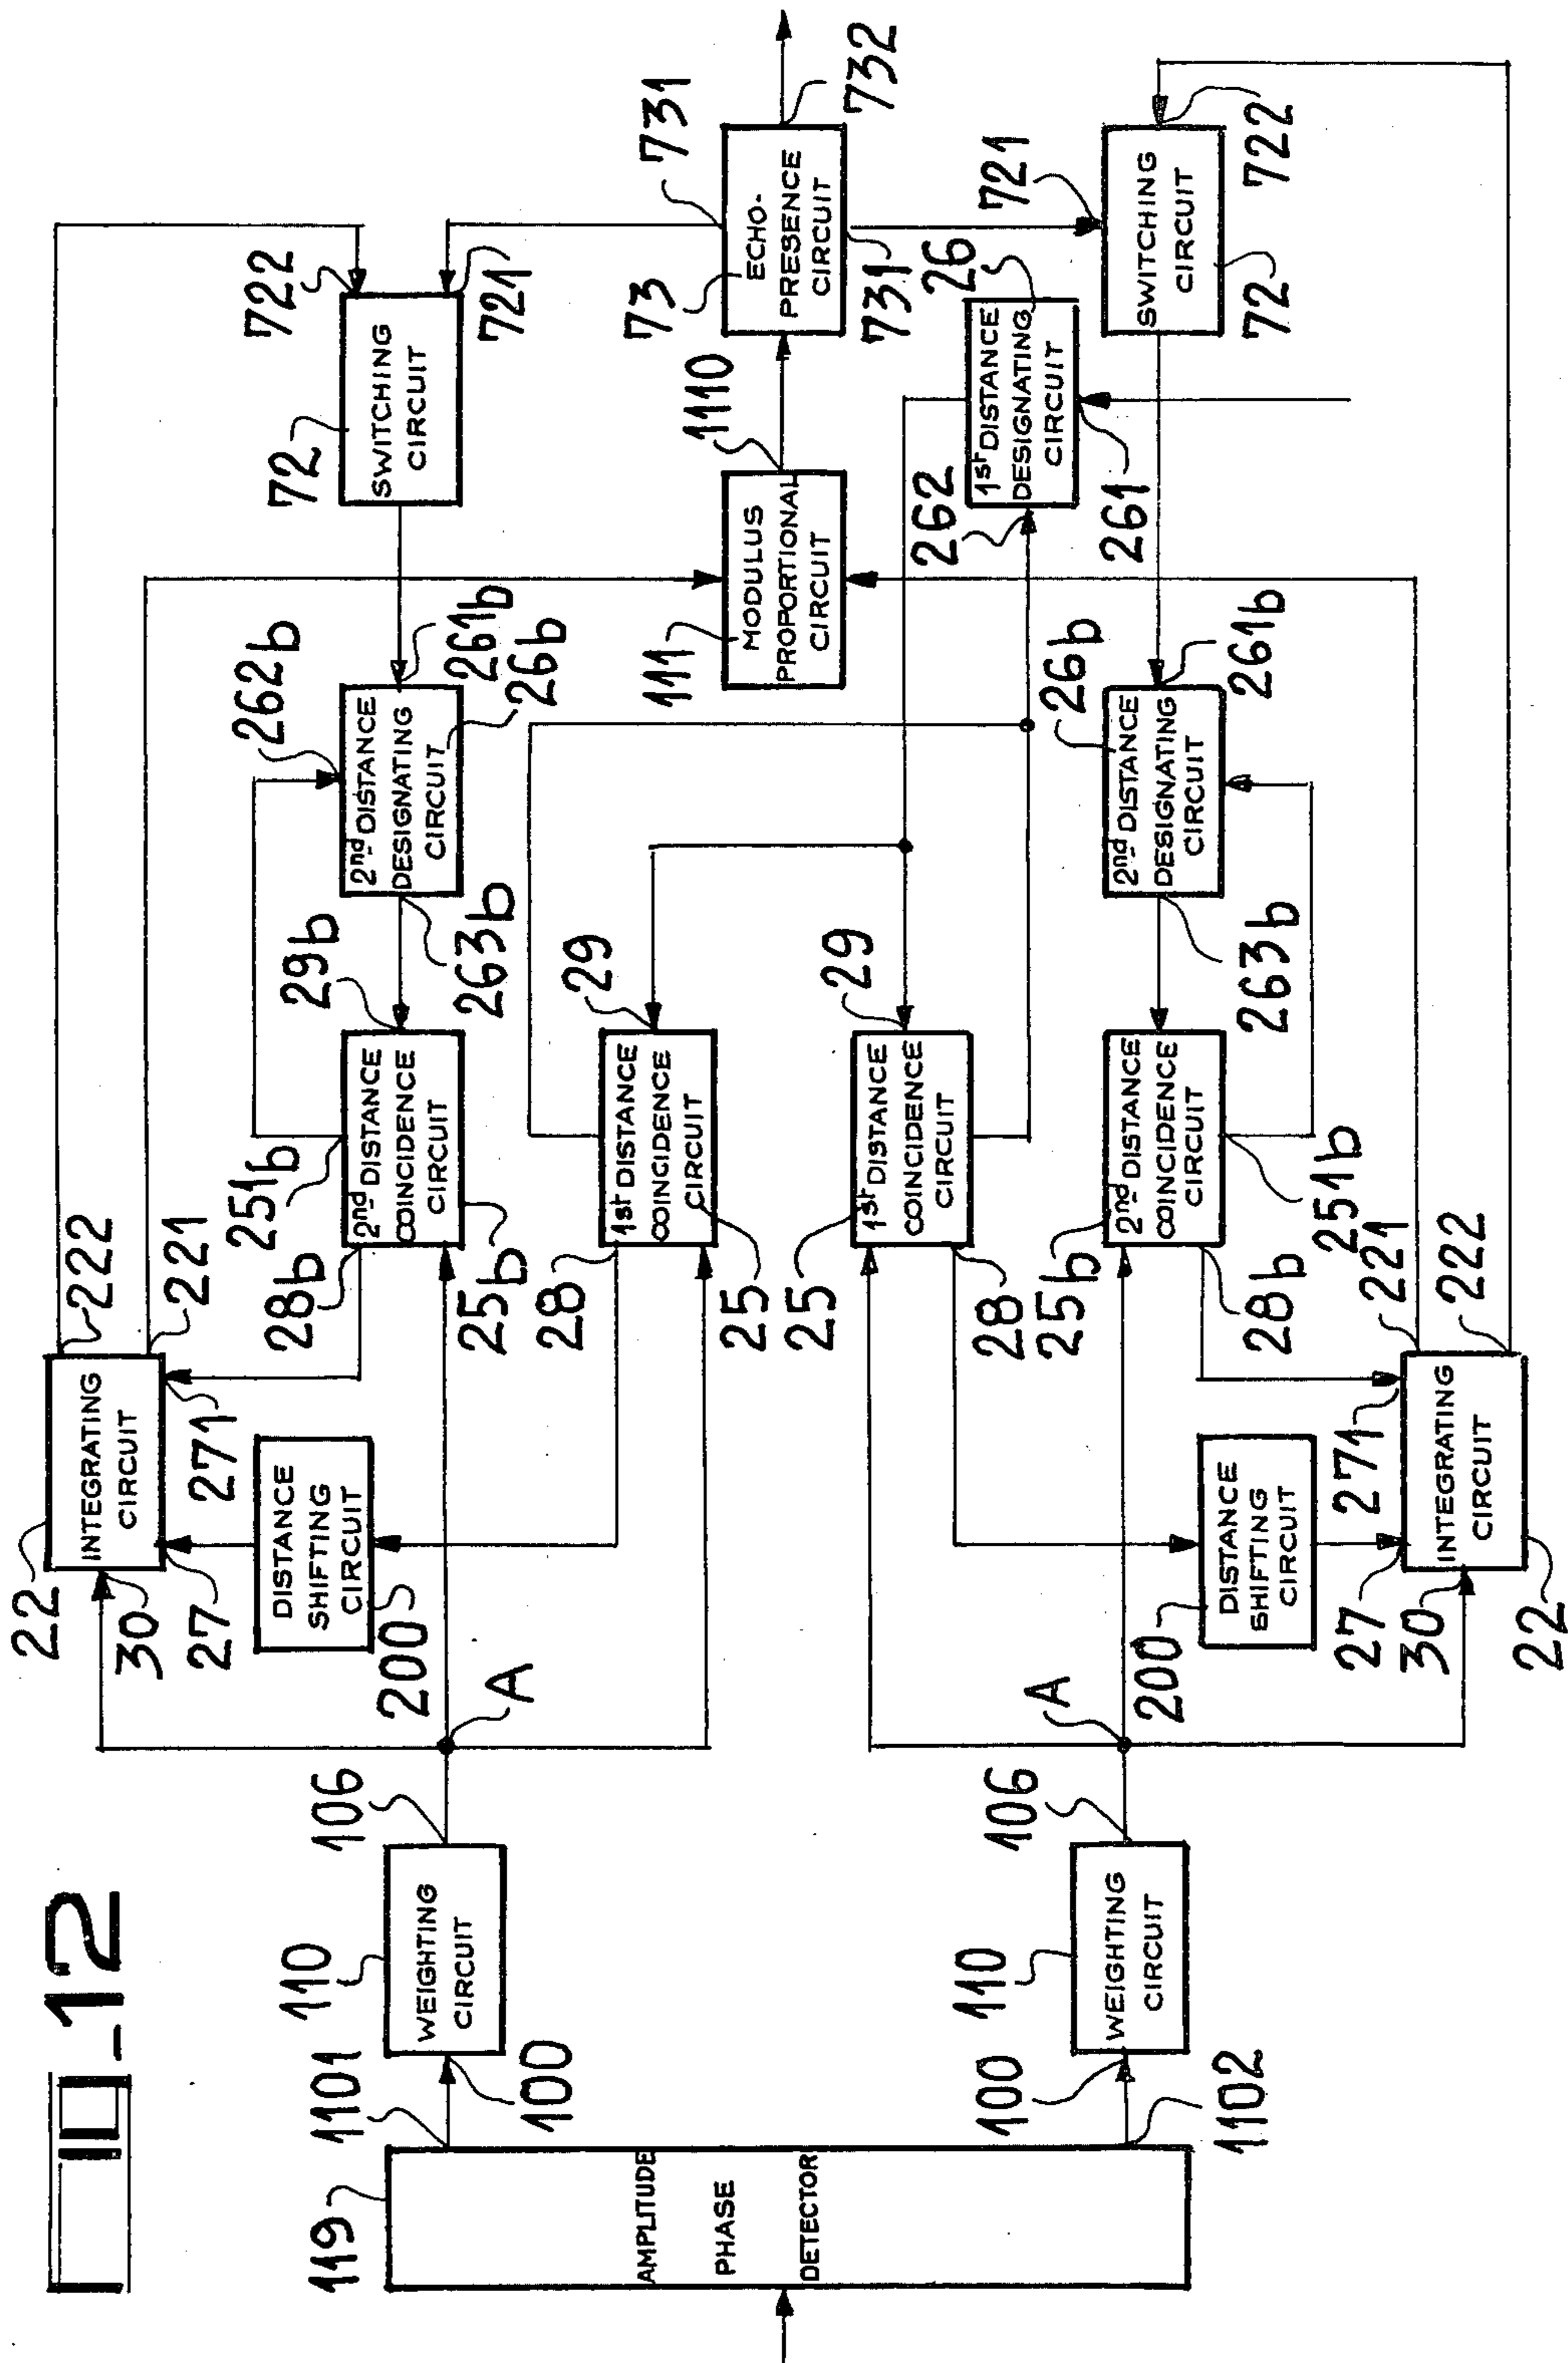 FIG_12
119
AMPLITUDE
PHASE
DETECTOR
1101
1102
100
100
110
WEIGHTING
CIRCUIT
106
110
WEIGHTING
CIRCUIT
106
A
A
22
INTEGRATING
CIRCUIT
30
27
271
222
221
DISTANCE
SHIFTING
CIRCUIT
200
28b
251b
2nd DISTANCE
COINCIDENCE
CIRCUIT
25b
29b
263b
262b
2nd DISTANCE
DESIGNATING
CIRCUIT
261b
26b
72
SWITCHING
CIRCUIT
722
721
28
1st DISTANCE
COINCIDENCE
CIRCUIT
25
29
111
MODULUS
PROPORTIONAL
CIRCUIT
1110
73
ECHO-
PRESENCE
CIRCUIT
731
732
731
25
1st DISTANCE
COINCIDENCE
CIRCUIT
28
29
262
1st DISTANCE
DESIGNATING
CIRCUIT
26
261
200
DISTANCE
SHIFTING
CIRCUIT
25b
2nd DISTANCE
COINCIDENCE
CIRCUIT
28b
251b
263b
26b
2nd DISTANCE
DESIGNATING
CIRCUIT
261b
721
SWITCHING
CIRCUIT
72
722
27
30
271
INTEGRATING
CIRCUIT
22
221
222